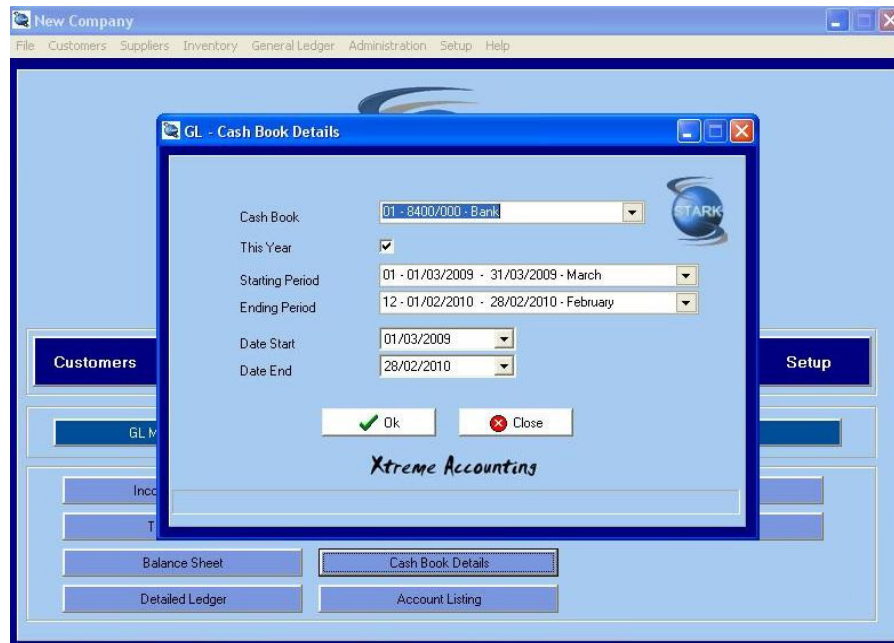 New Company
File Customers Suppliers Inventory General Ledger Administration Setup Help
GL - Cash Book Details
STARK
Cash Book 01 - 8400/000 - Bank
This Year
Starting Period 01 - 01/03/2009 - 31/03/2009 - March
Ending Period 12 - 01/02/2010 - 28/02/2010 - February
Date Start 01/03/2009
Date End 28/02/2010
Ok Close
Xtreme Accounting
Customers Setup
GL
Balance Sheet Cash Book Details
Detailed Ledger Account Listing